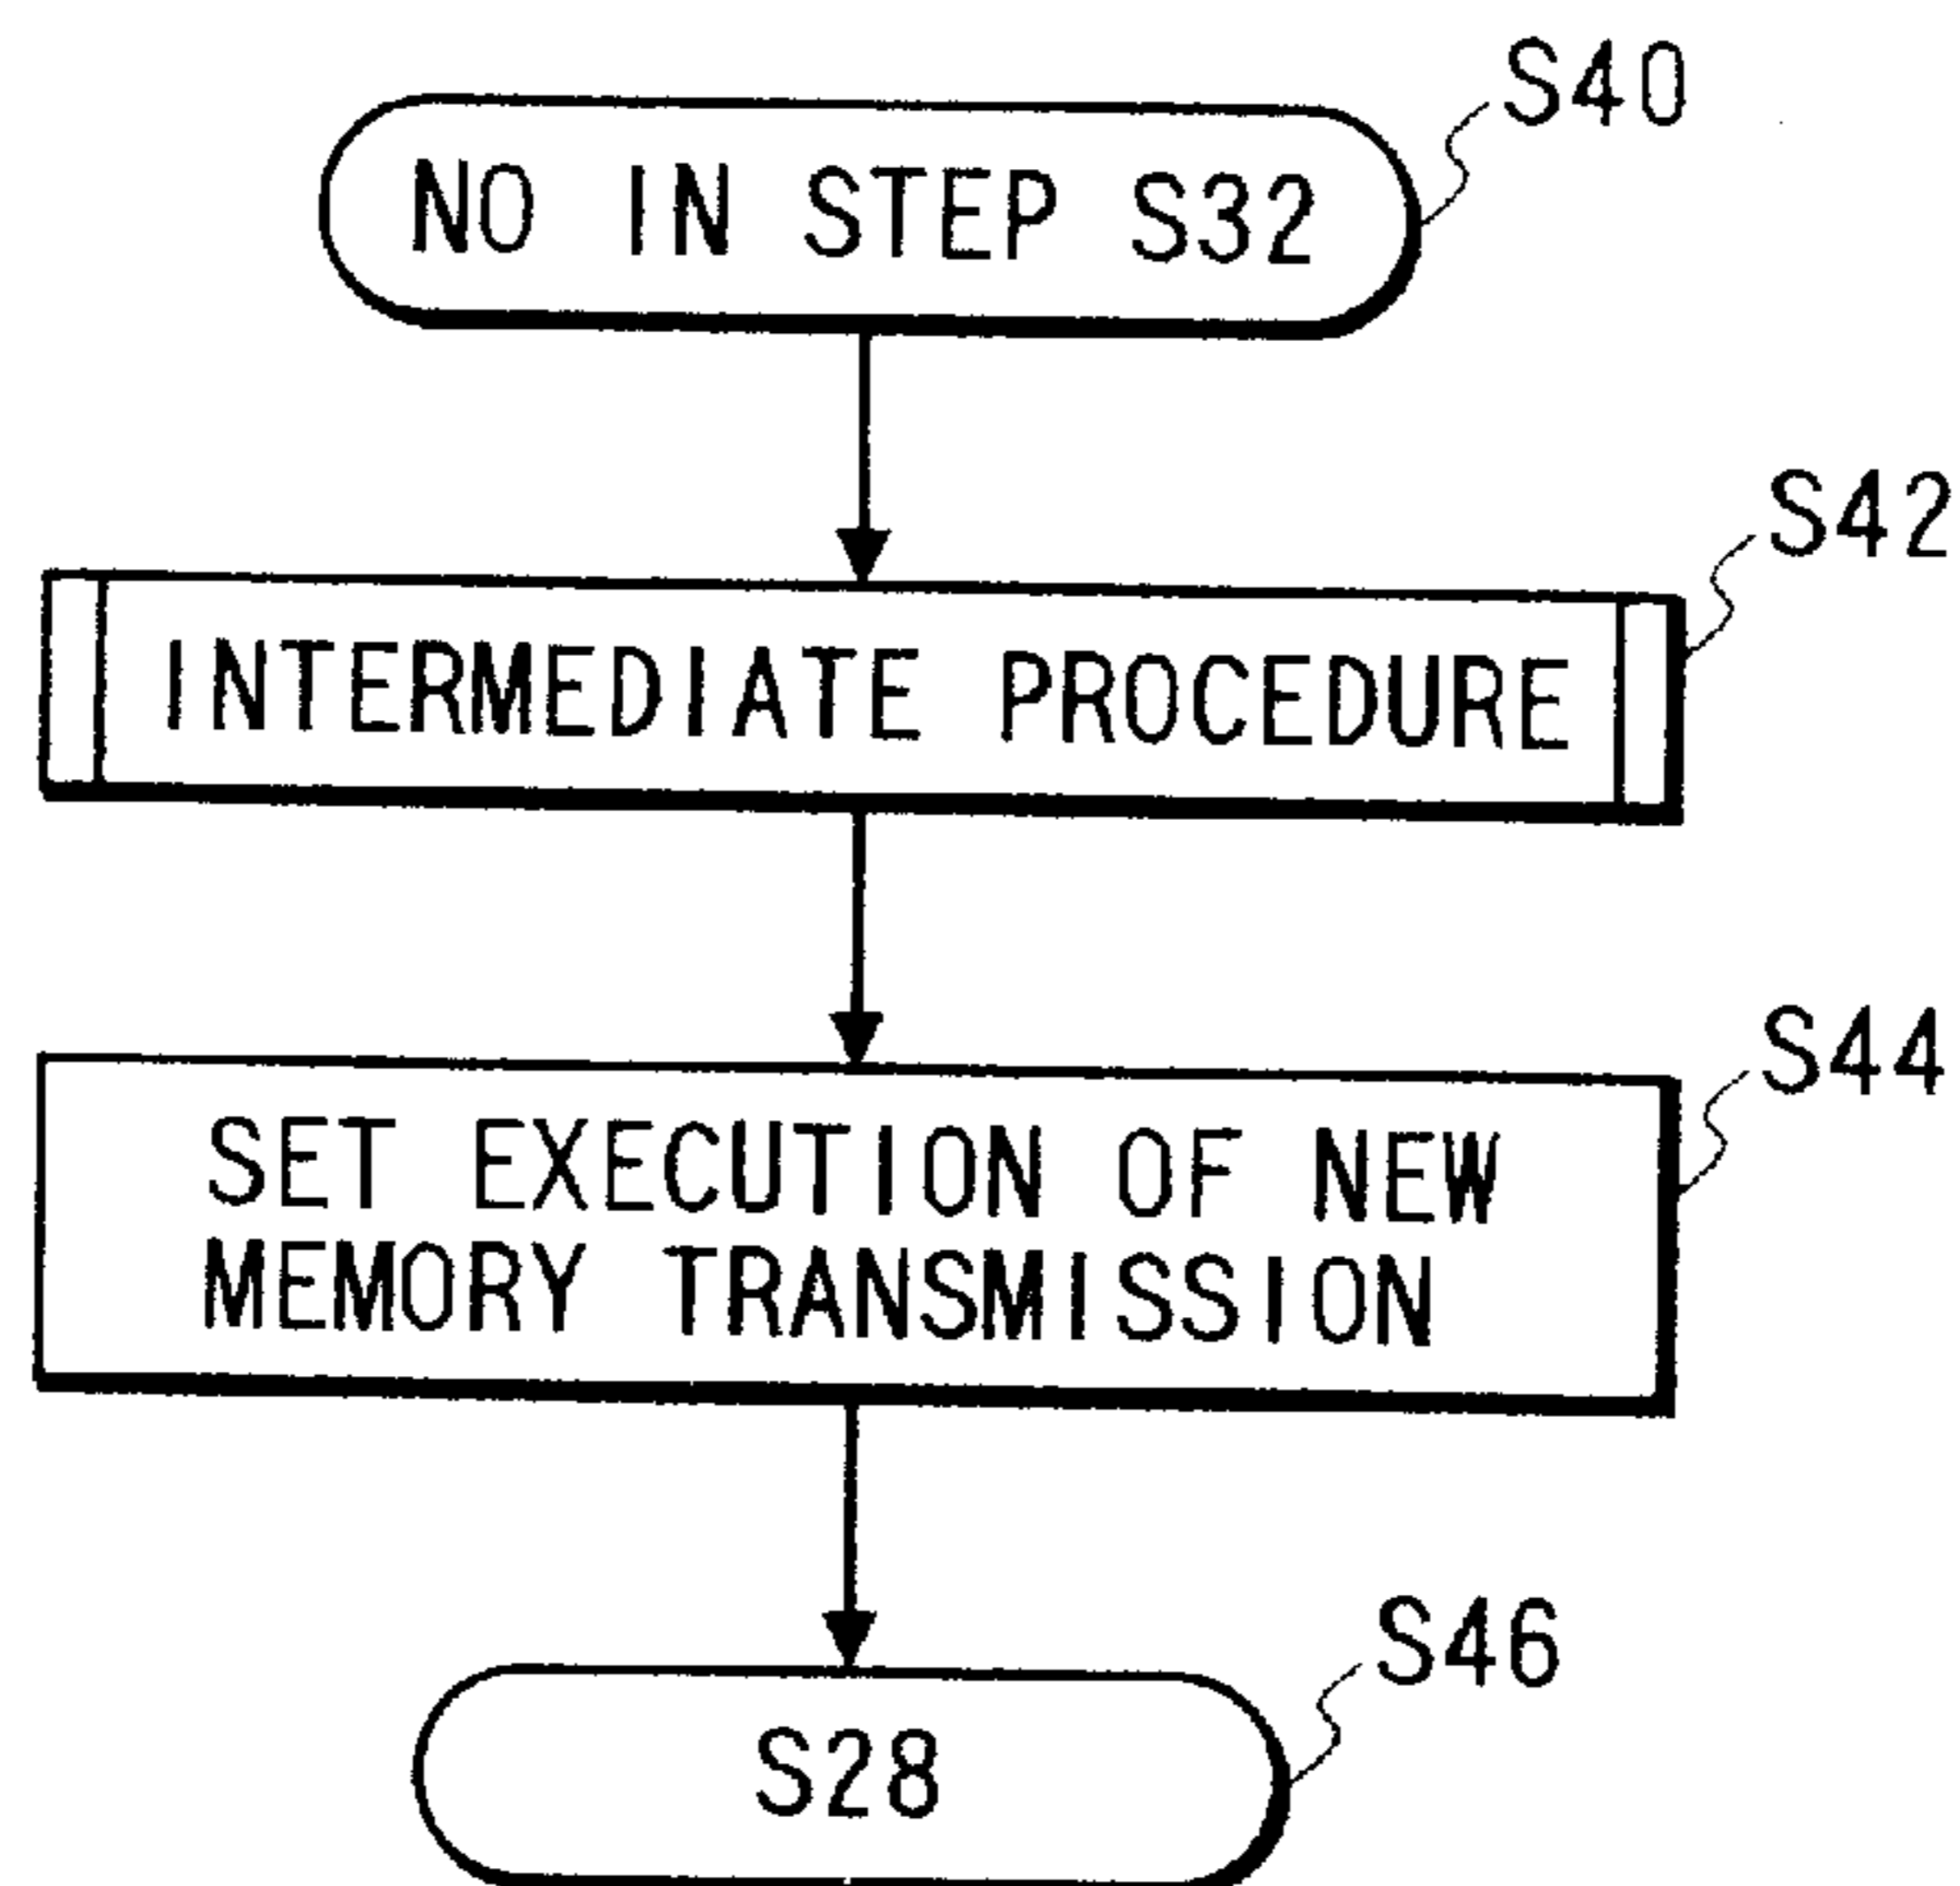 S40
NO IN STEP S32
S42
INTERMEDIATE PROCEDURE
S44
SET EXECUTION OF NEW
MEMORY TRANSMISSION
S46
S28